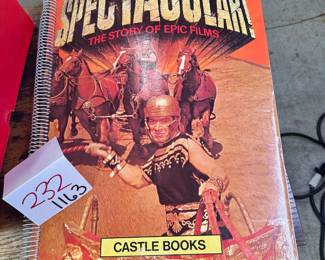 SPECTACULAR!
THE STORY OF EPIC FILMS
232
1163
CASTLE BOOKS